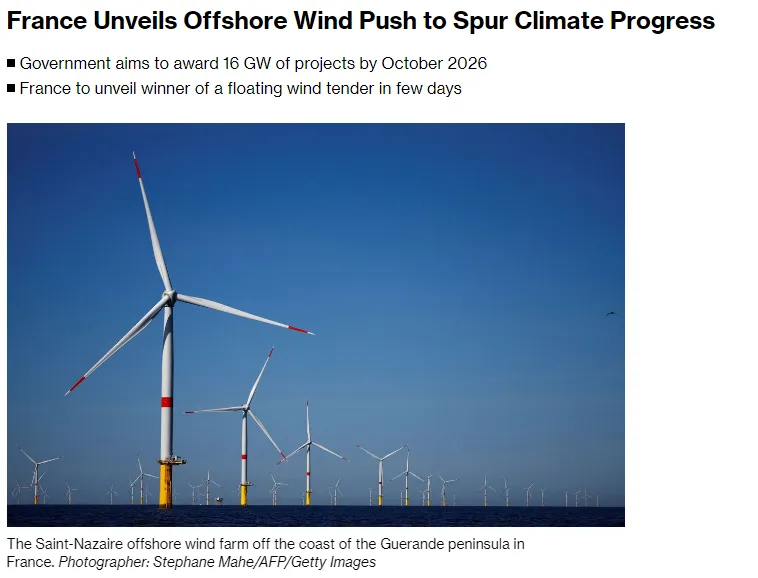 France Unveils Offshore Wind Push to Spur Climate Progress
■ Government aims to award 16 GW of projects by October 2026
■ France to unveil winner of a floating wind tender in few days
The Saint-Nazaire offshore wind farm off the coast of the Guerande peninsula in
France. Photographer: Stephane Mahe/AFP/Getty Images